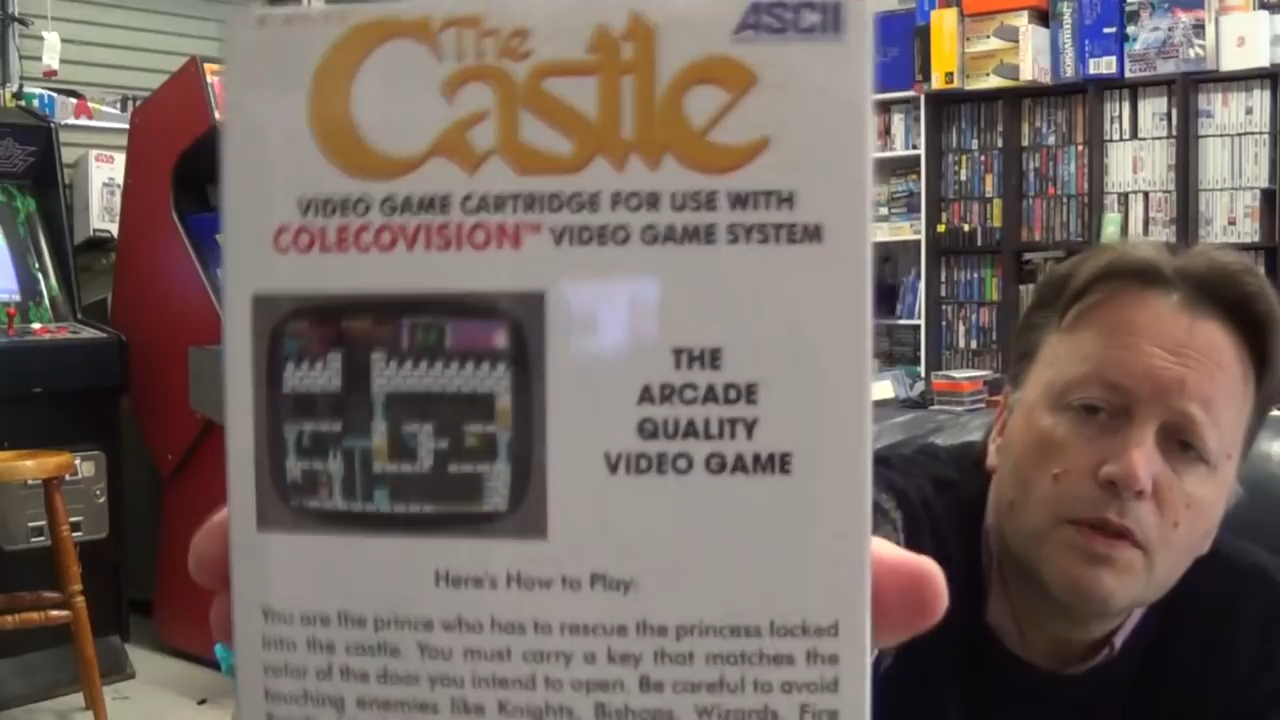 The
Castle
ASCII
VIDEO GAME CARTRIDGE FOR USE WITH
COLECOVISION™ VIDEO GAME SYSTEM
THE
ARCADE
QUALITY
VIDEO GAME
Here's How to Play:
You are the prince who has to rescue the princess locked
into the castle. You must carry a key that matches the
color of the door you intend to open. Be careful to avoid
touching enemies like Knights, Bishops, Wizards, Fire